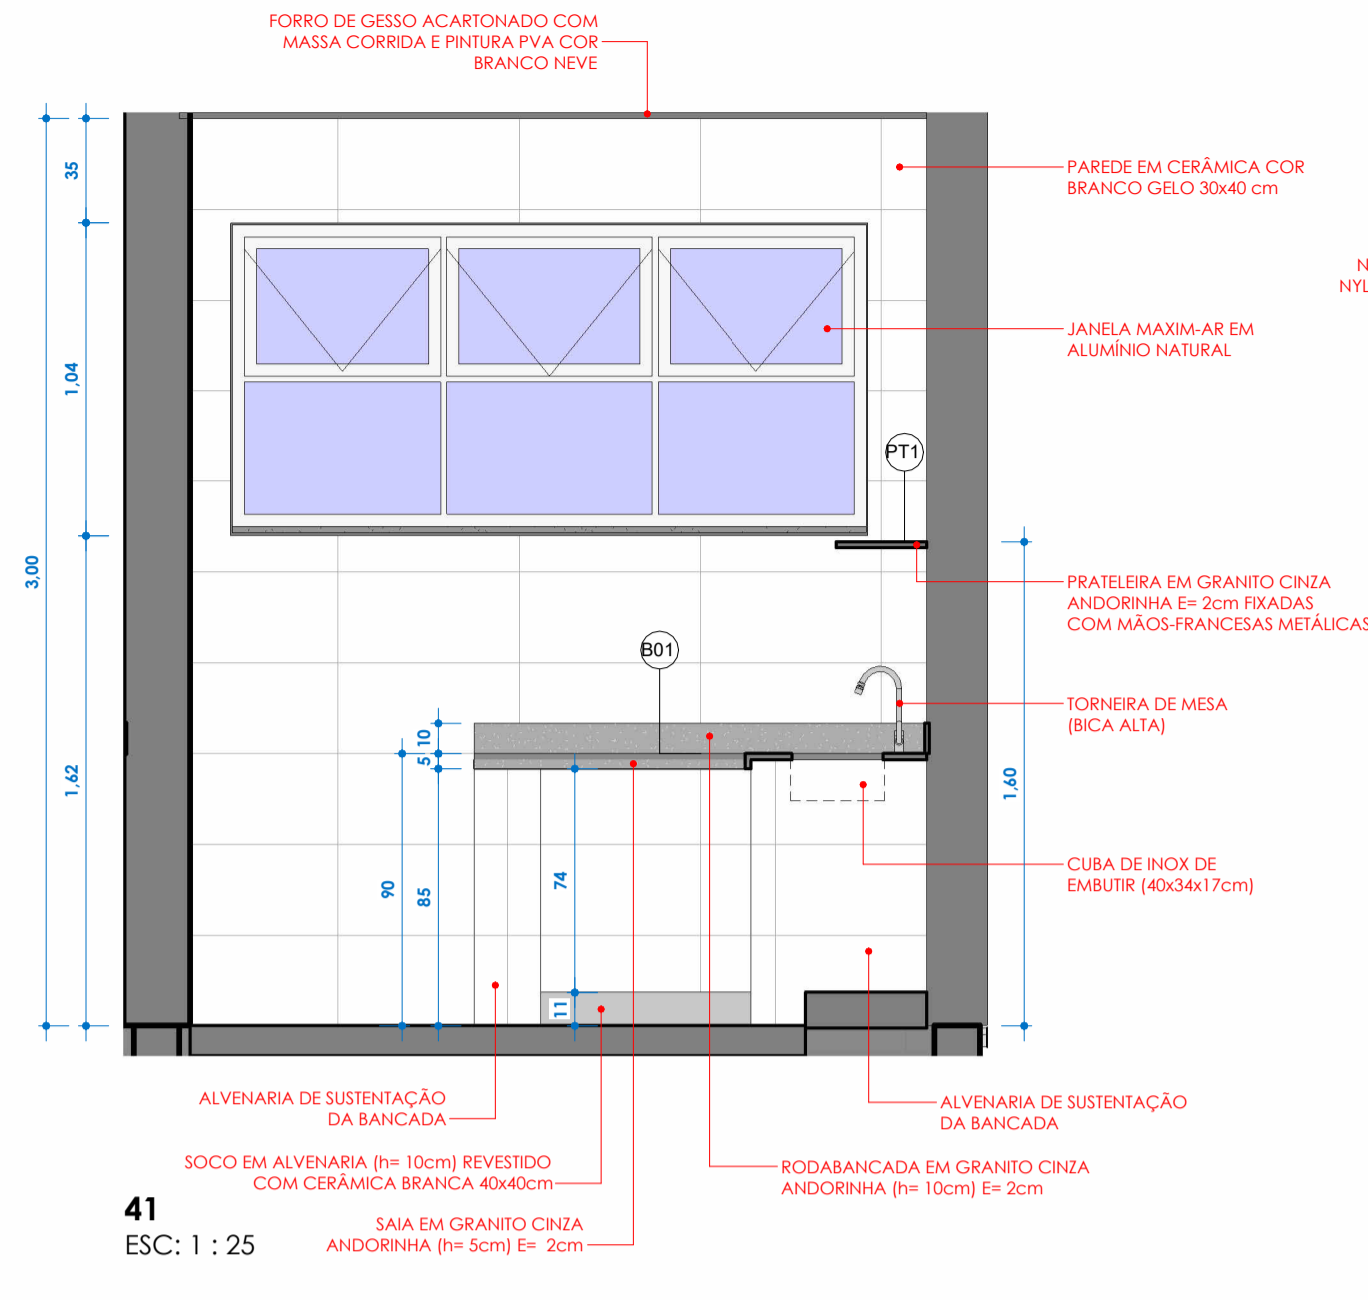 FORRO DE GESSO ACARTONADO COM
MASSA CORRIDA E PINTURA PVA COR
BRANCO NEVE
35
PAREDE EM CERÂMICA COR
BRANCO GELO 30x40 cm
N
NYL
JANELA MAXIM-AR EM
ALUMÍNIO NATURAL
1,04
PT1
3,00
PRATELEIRA EM GRANITO CINZA
ANDORINHA E= 2cm FIXADAS
COM MÃOS-FRANCESAS METÁLICAS
B01
TORNEIRA DE MESA
(BICA ALTA)
10
5
1,62
1,60
CUBA DE INOX DE
EMBUTIR (40x34x17cm)
90
85
74
11
ALVENARIA DE SUSTENTAÇÃO
DA BANCADA
ALVENARIA DE SUSTENTAÇÃO
DA BANCADA
SOCO EM ALVENARIA (h= 10cm) REVESTIDO
COM CERÂMICA BRANCA 40x40cm
RODABANCADA EM GRANITO CINZA
ANDORINHA (h= 10cm) E= 2cm
SAIA EM GRANITO CINZA
ANDORINHA (h= 5cm) E= 2cm
41
ESC: 1 : 25